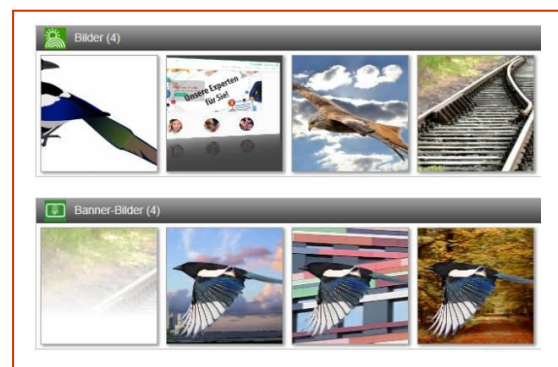 Bilder (4)
Unsere Experten
für Sie!
Banner-Bilder (4)